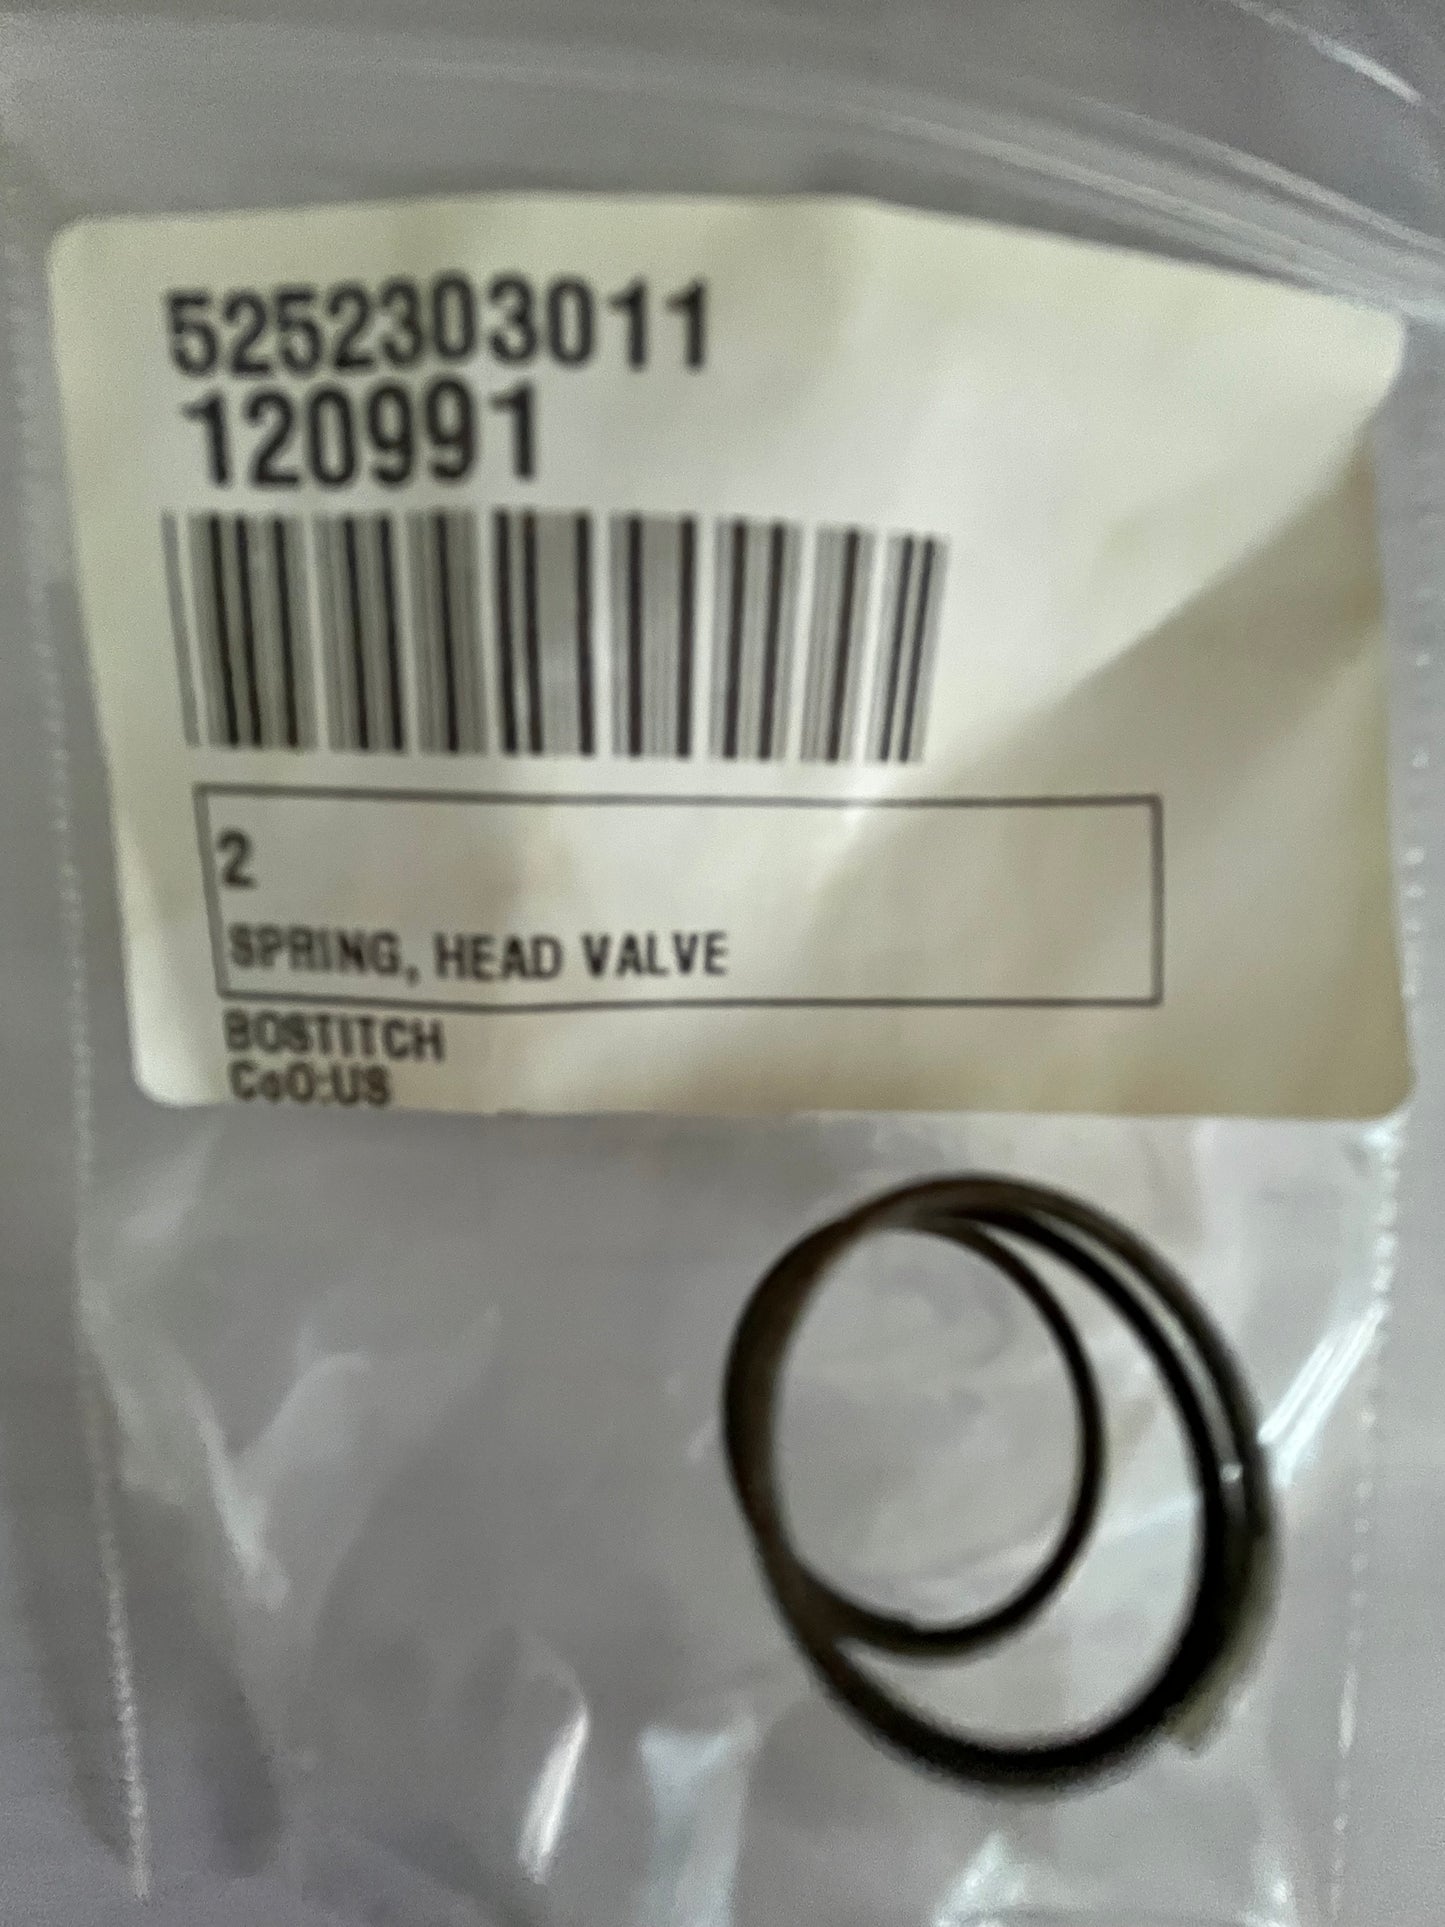 5252303011
120991
2
SPRING, HEAD VALVE
BOSTITCH
CoO:US